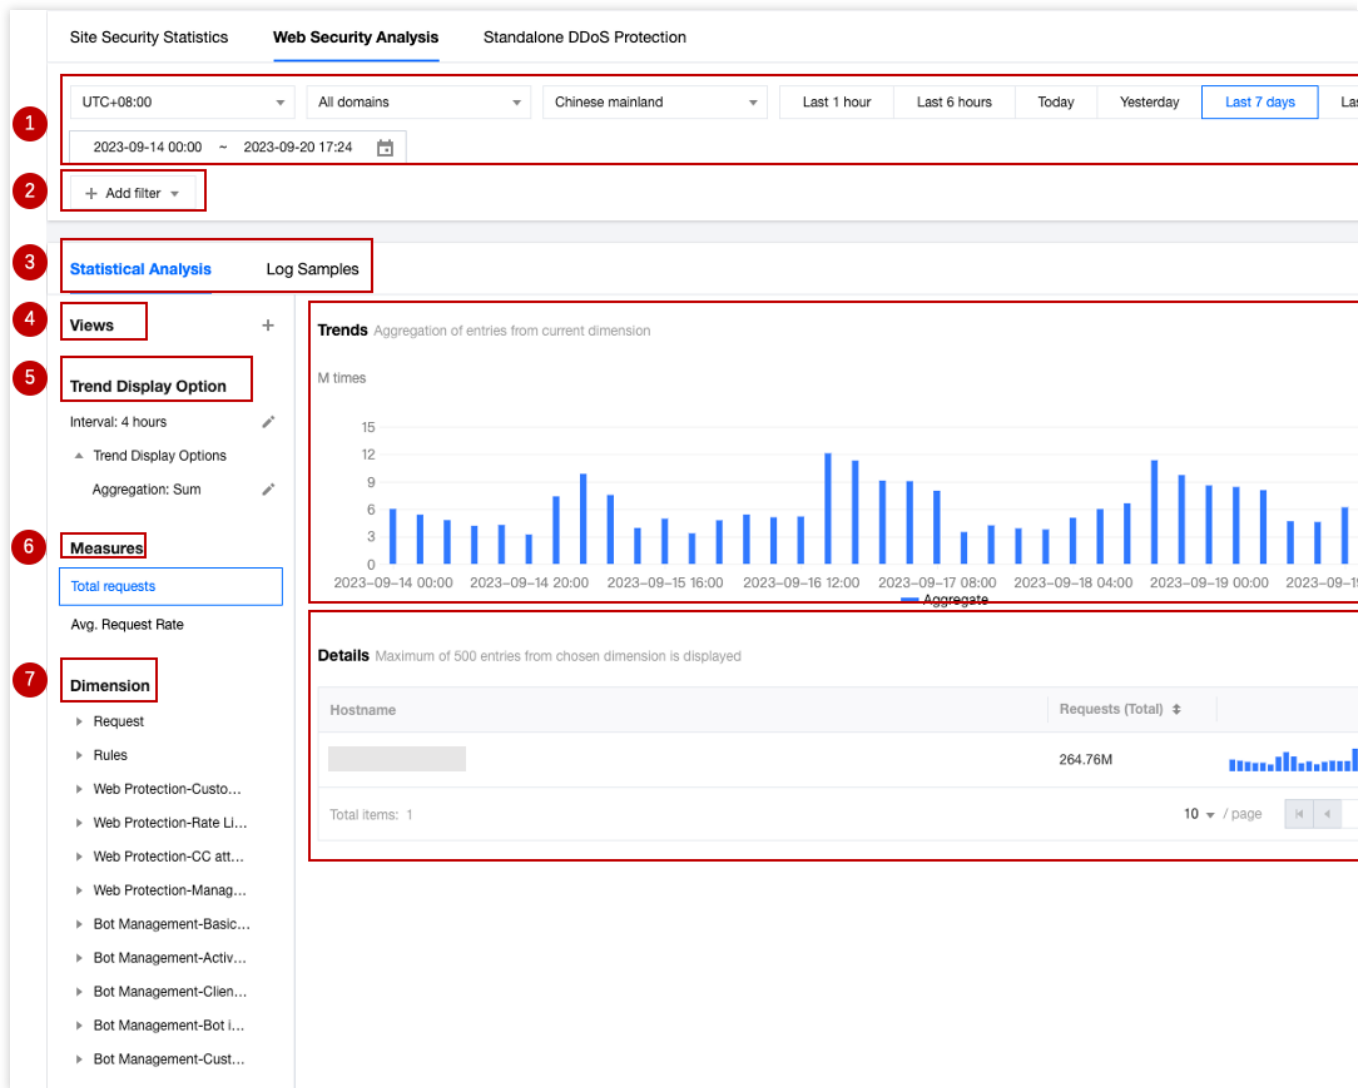 Site Security Statistics Web Security Analysis Standalone DDoS Protection
1
UTC+08:00 All domains Chinese mainland Last 1 hour Last 6 hours Today Yesterday Last 7 days
2023-09-14 00:00 ~ 2023-09-20 17:24
2
+ Add filter
3
Statistical Analysis Log Samples
4
Views +
5
Trend Display Option
Interval: 4 hours
Trend Display Options
Aggregation: Sum
6
Measures
Total requests
Avg. Request Rate
7
Dimension
Request
Rules
Web Protection-Custo...
Web Protection-Rate Li...
Web Protection-CC att...
Web Protection-Manag...
Bot Management-Basic...
Bot Management-Activ...
Bot Management-Clien...
Bot Management-Bot i...
Bot Management-Cust...
Trends Aggregation of entries from current dimension
M times
15
12
9
6
3
0
2023-09-14 00:00 2023-09-14 20:00 2023-09-15 16:00 2023-09-16 12:00 2023-09-17 08:00 2023-09-18 04:00 2023-09-19 00:00 2023-09-19
Aggregate
Details Maximum of 500 entries from chosen dimension is displayed
Hostname Requests (Total)
264.76M
Total items: 1 10 / page